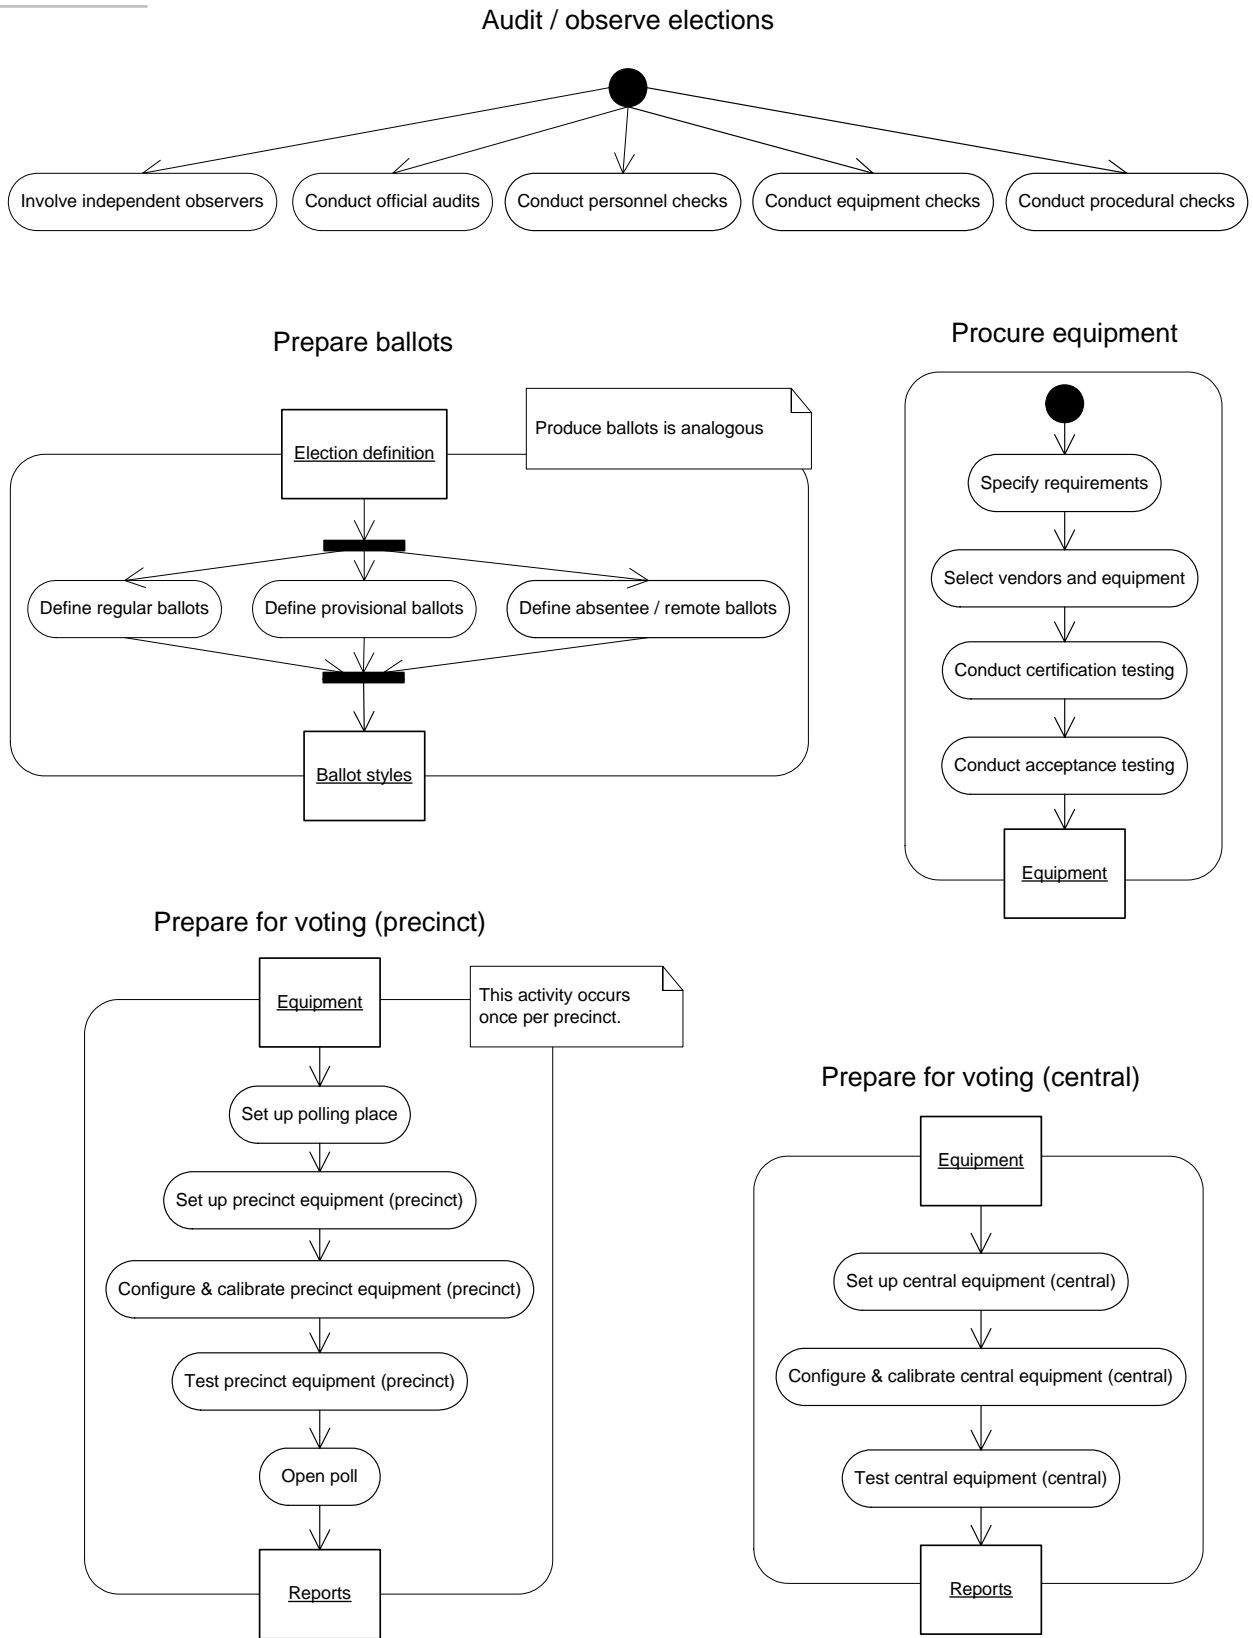 Audit / observe elections
Involve independent observers
Conduct official audits
Conduct personnel checks
Conduct equipment checks
Conduct procedural checks
Prepare ballots
Election definition
Produce ballots is analogous
Define regular ballots
Define provisional ballots
Define absentee / remote ballots
Ballot styles
Procure equipment
Specify requirements
Select vendors and equipment
Conduct certification testing
Conduct acceptance testing
Equipment
Prepare for voting (precinct)
Equipment
This activity occurs
once per precinct.
Set up polling place
Set up precinct equipment (precinct)
Configure & calibrate precinct equipment (precinct)
Test precinct equipment (precinct)
Open poll
Reports
Prepare for voting (central)
Equipment
Set up central equipment (central)
Configure & calibrate central equipment (central)
Test central equipment (central)
Reports